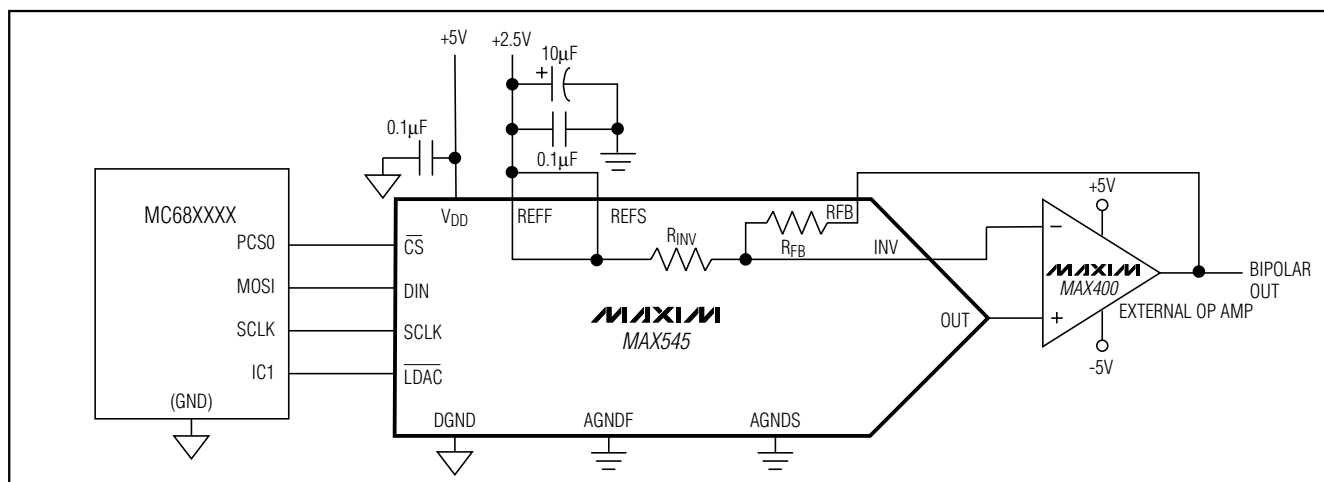 +5V
+2.5V
10µF
+
0.1µF
0.1µF
MC68XXXX
PCS0
MOSI
SCLK
IC1
(GND)
VDD
REFF
REFS
RFB
CS
DIN
SCLK
LDAC
RINV
RFB
INV
MAXIM
MAX545
OUT
DGND
AGNDF
AGNDS
+5V
−
MAXIM
MAX400
EXTERNAL OP AMP
+
-5V
BIPOLAR
OUT